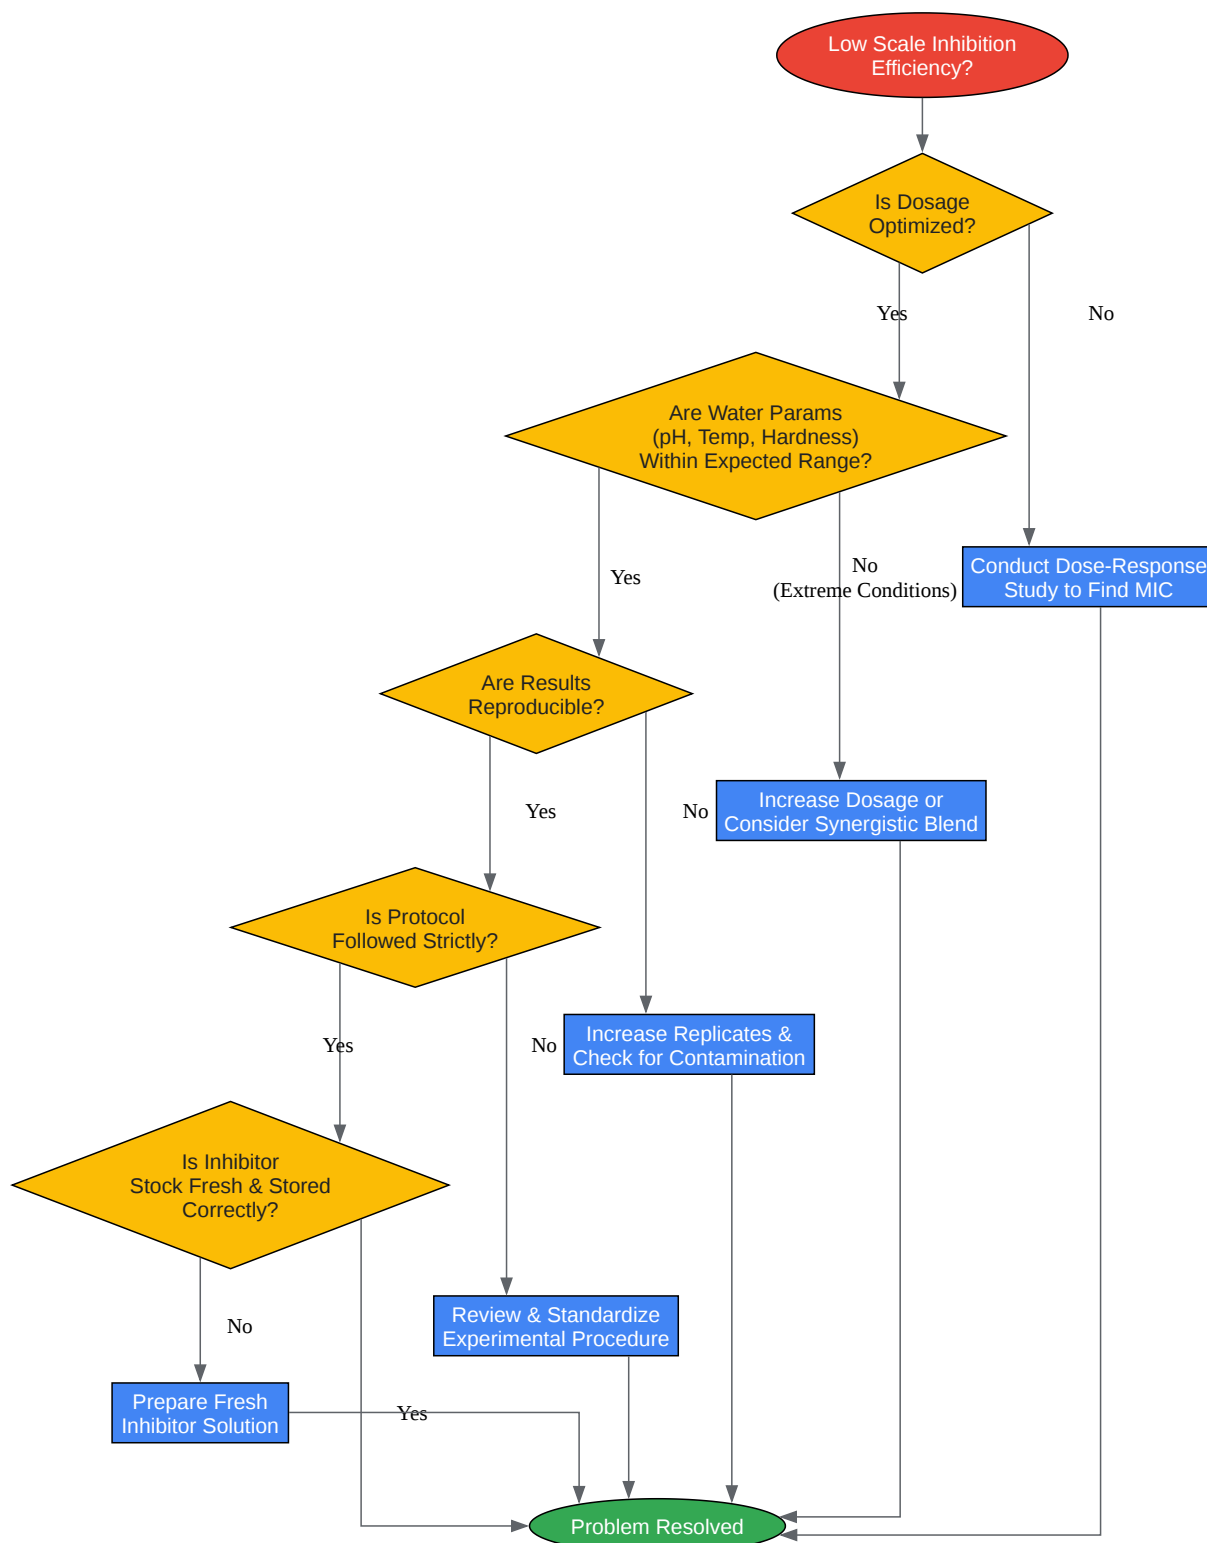 Low Scale Inhibition
Efficiency?
Is Dosage
Optimized?
Yes
No
Are Water Params
(pH, Temp, Hardness)
Within Expected Range?
Yes
No
(Extreme Conditions)
Conduct Dose-Response
Study to Find MIC
Are Results
Reproducible?
Yes
No
Increase Dosage or
Consider Synergistic Blend
Is Protocol
Followed Strictly?
Yes
No
Increase Replicates &
Check for Contamination
Is Inhibitor
Stock Fresh & Stored
Correctly?
No
Review & Standardize
Experimental Procedure
Prepare Fresh
Inhibitor Solution
Yes
Problem Resolved